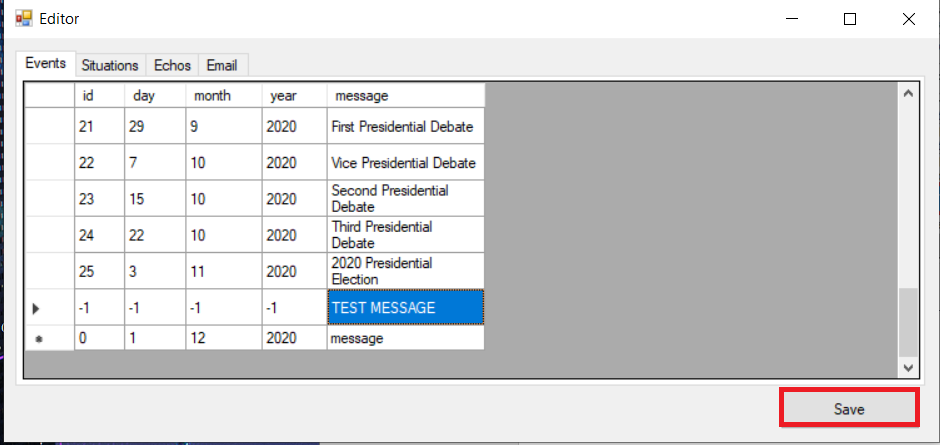 Editor
Events Situations Echos Email
id day month year message
21 29 9 2020 First Presidential Debate
22 7 10 2020 Vice Presidential Debate
23 15 10 2020 Second Presidential
Debate
24 22 10 2020 Third Presidential
Debate
25 3 11 2020 2020 Presidential
Election
-1 -1 -1 -1 TEST MESSAGE
0 1 12 2020 message
Save